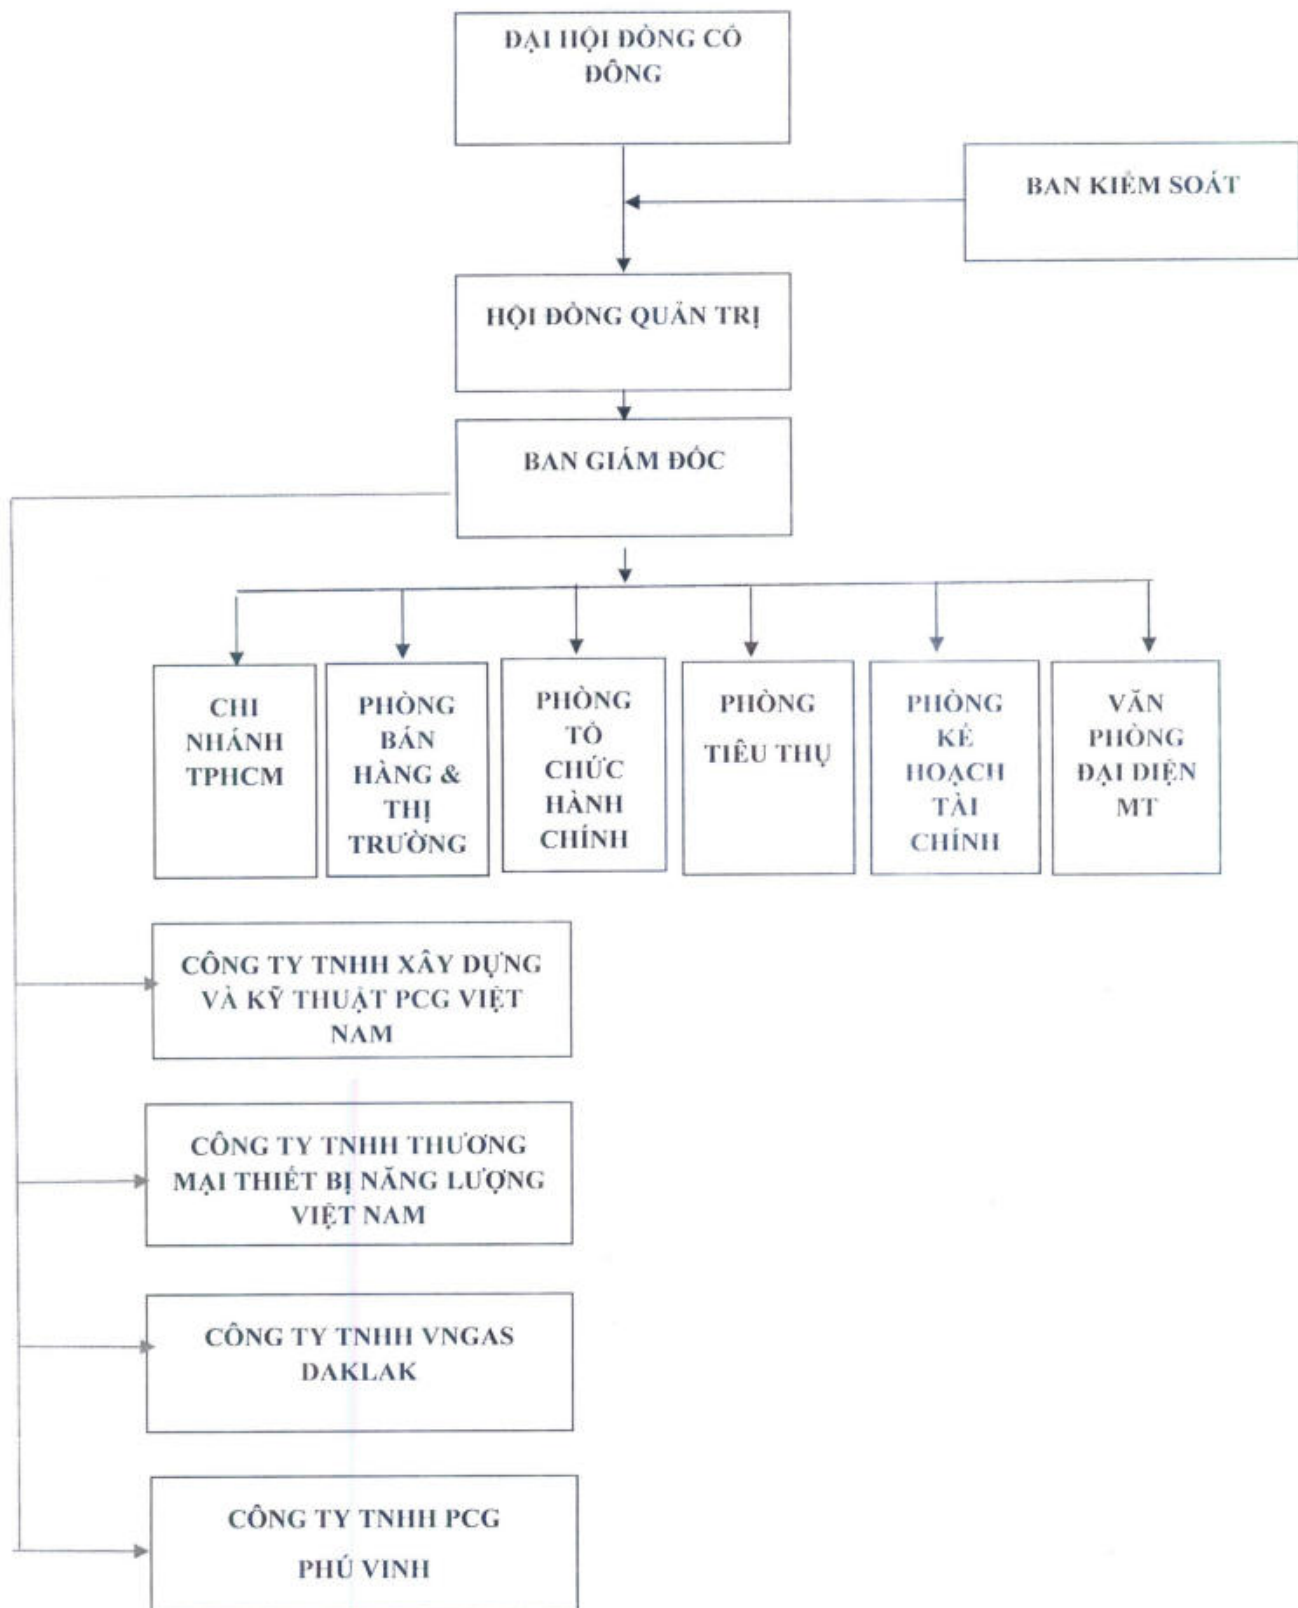 ĐẠI HỘI ĐỒNG CỔ
ĐÔNG
BAN KIỂM SOÁT
HỘI ĐỒNG QUẢN TRỊ
BAN GIÁM ĐỐC
CHI
NHÁNH
TPHCM
PHÒNG
BÁN
HÀNG &
THỊ
TRƯỜNG
PHÒNG
TỔ
CHỨC
HÀNH
CHÍNH
PHÒNG
TIÊU THỤ
PHÒNG
KẾ
HOẠCH
TÀI
CHÍNH
VĂN
PHÒNG
ĐẠI DIỆN
MT
CÔNG TY TNHH XÂY DỰNG
VÀ KỸ THUẬT PCG VIỆT
NAM
CÔNG TY TNHH THƯƠNG
MẠI THIẾT BỊ NĂNG LƯỢNG
VIỆT NAM
CÔNG TY TNHH VNGAS
DAKLAK
CÔNG TY TNHH PCG
PHÚ VINH